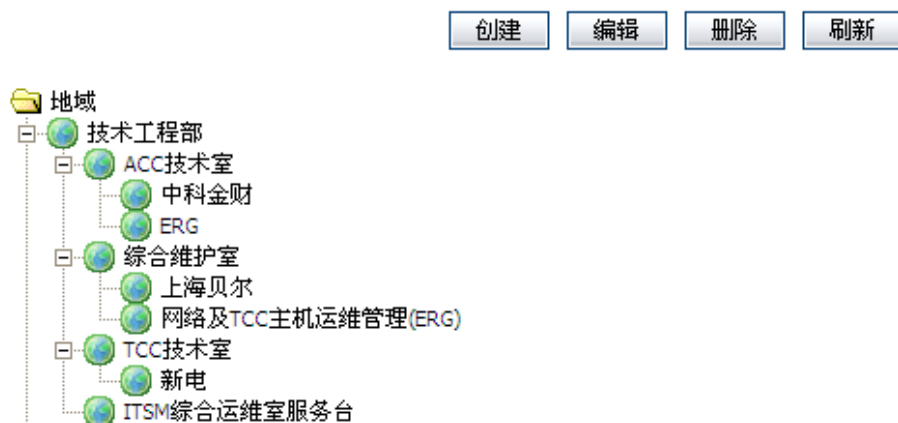 创建 编辑 删除 刷新
地域
技术工程部
ACC技术室
中科金财
ERG
综合维护室
上海贝尔
网络及TCC主机运维管理(ERG)
TCC技术室
新电
ITSM综合运维室服务台